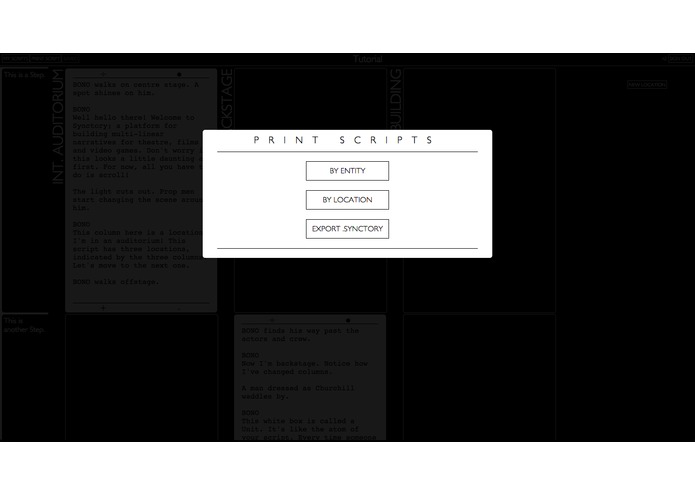 Tutorial
This is a Step.
INT. AUDITORIUM
BOBO walks on centre stage. A
spot shines on him.
BOBO
Well hello there! Welcome to
Synctory; a platform for
building multi-linear
narratives for theatre, films
and video games. Don't worry
this looks a little daunting
first. For now, all you have
do is scroll!
The light cuts out. Prop men
start changing the scene around
him.
BOBO
This column here is a location
I'm in an auditorium! This
script has three locations,
indicated by the three columns
Let's move to the next one.
BOBO walks offstage.
CKSTAGE
UILDING
PRINT SCRIPTS
BY ENTITY
BY LOCATION
EXPORT .SYNCTORY
This is
another Step.
BOBO finds his way past the
actors and crew.
BOBO
Now I'm backstage. Notice how
I've changed columns.
A man dressed as Churchill
waddles by.
BOBO
This white box is called a
Unit. It's like the atom of